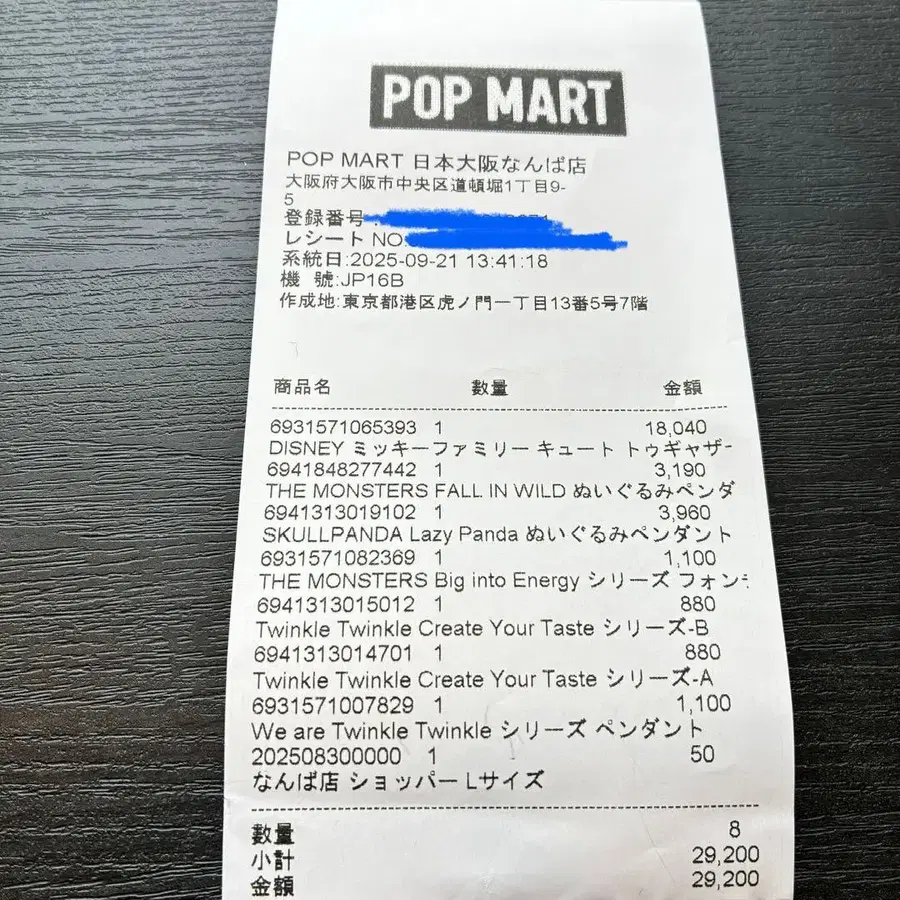 POP MART
POP MART 日本大阪なんば店
大阪府大阪市中央区道頓堀1丁目9-
5
登録番号
レシート NO:
系統日:2025-09-21 13:41:18
機 號:JP16B
作成地:東京都港区虎ノ門一丁目13番5号7階
商品名 數量 金額
6931571065393 1 18,040
DISNEY ミッキーファミリー キュート トゥギャザー
6941848277442 1 3,190
THE MONSTERS FALL IN WILD ぬいぐるみペンダ
6941313019102 1 3,960
SKULLPANDA Lazy Panda ぬいぐるみペンダント
6931571082369 1 1,100
THE MONSTERS Big into Energy シリーズ フォン
6941313015012 1 880
Twinkle Twinkle Create Your Taste シリーズ-B
6941313014701 1 880
Twinkle Twinkle Create Your Taste シリーズ-A
6931571007829 1 1,100
We are Twinkle Twinkle シリーズ ペンダント
202508300000 1 50
なんば店 ショッパー Lサイズ
數量 8
小計 29,200
金額 29,200